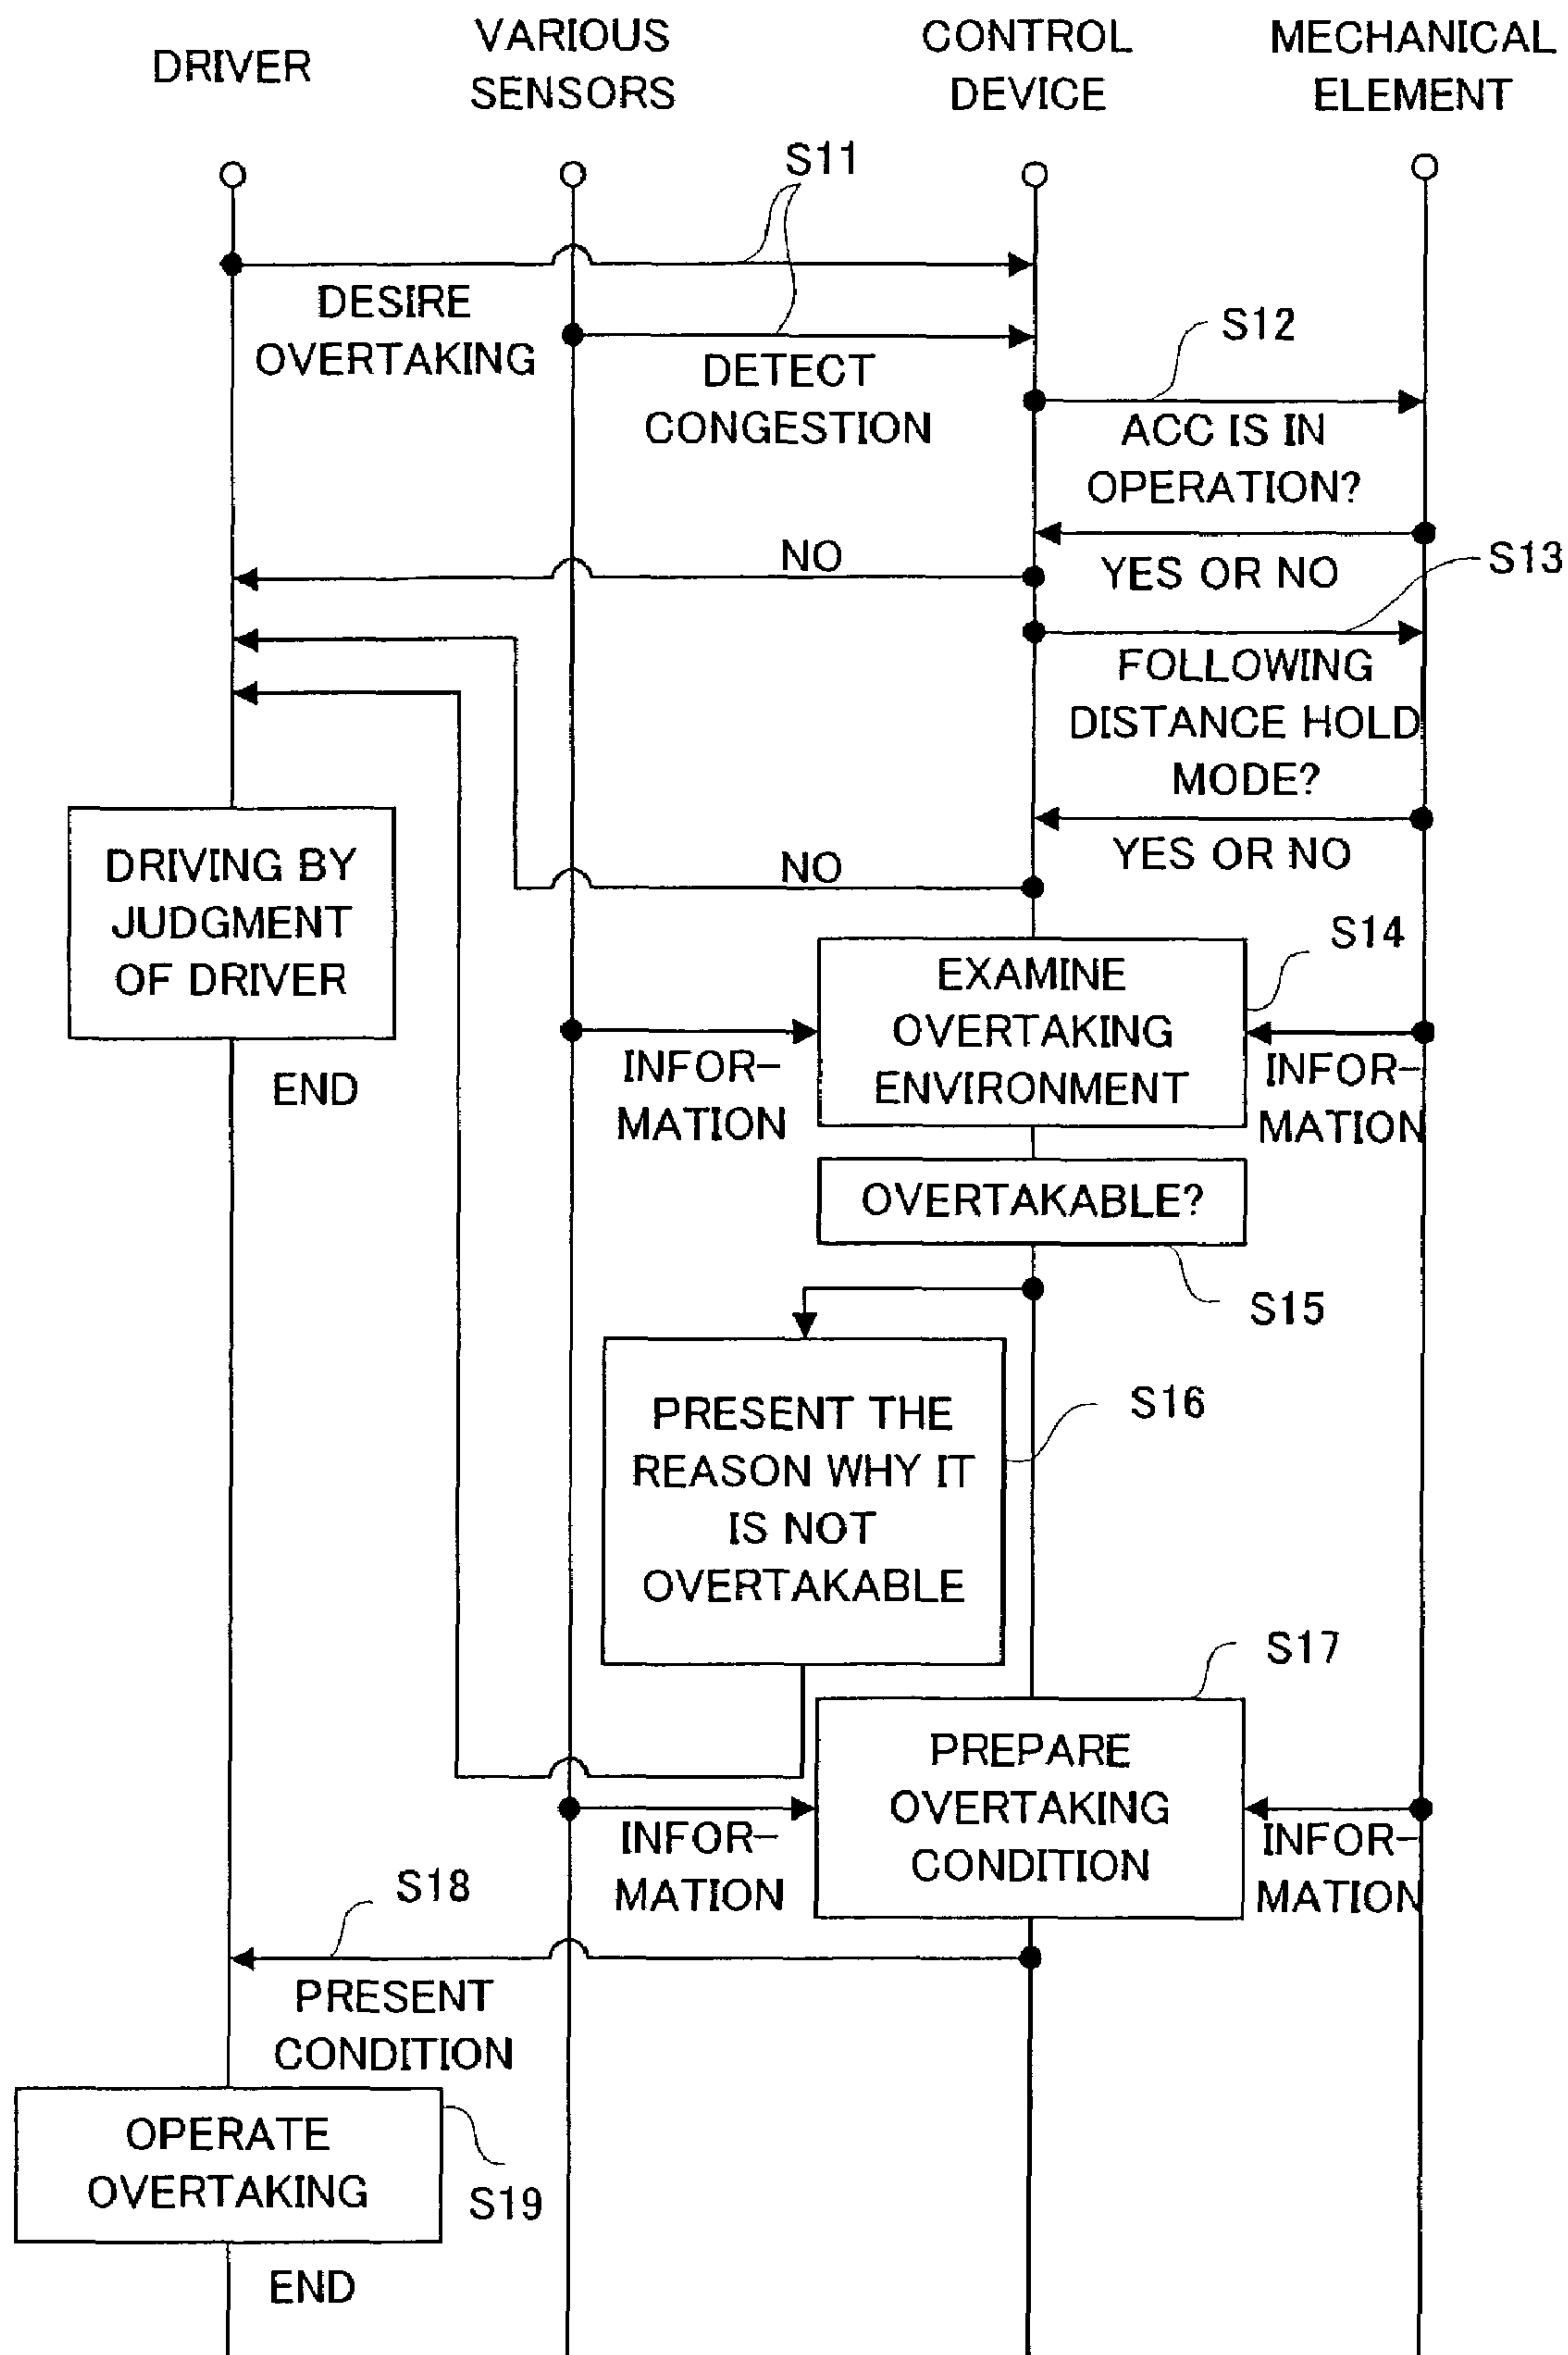 DRIVER
VARIOUS
SENSORS
CONTROL
DEVICE
MECHANICAL
ELEMENT
S11
DESIRE
OVERTAKING
DETECT
CONGESTION
S12
ACC IS IN
OPERATION?
NO
YES OR NO
S13
FOLLOWING
DISTANCE HOLD
MODE?
YES OR NO
NO
DRIVING BY
JUDGMENT
OF DRIVER
END
S14
EXAMINE
OVERTAKING
ENVIRONMENT
INFOR-
MATION
INFOR-
MATION
OVERTAKABLE?
S15
PRESENT THE
REASON WHY IT
IS NOT
OVERTAKABLE
S16
S17
PREPARE
OVERTAKING
CONDITION
INFOR-
MATION
INFOR-
MATION
S18
PRESENT
CONDITION
OPERATE
OVERTAKING
S19
END